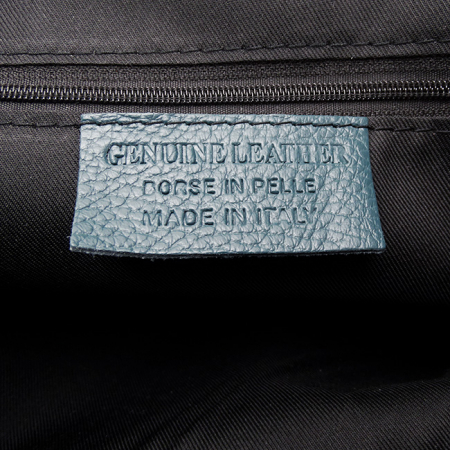 GENUINE LEATHER
BORSE IN PELLE
MADE IN ITALY